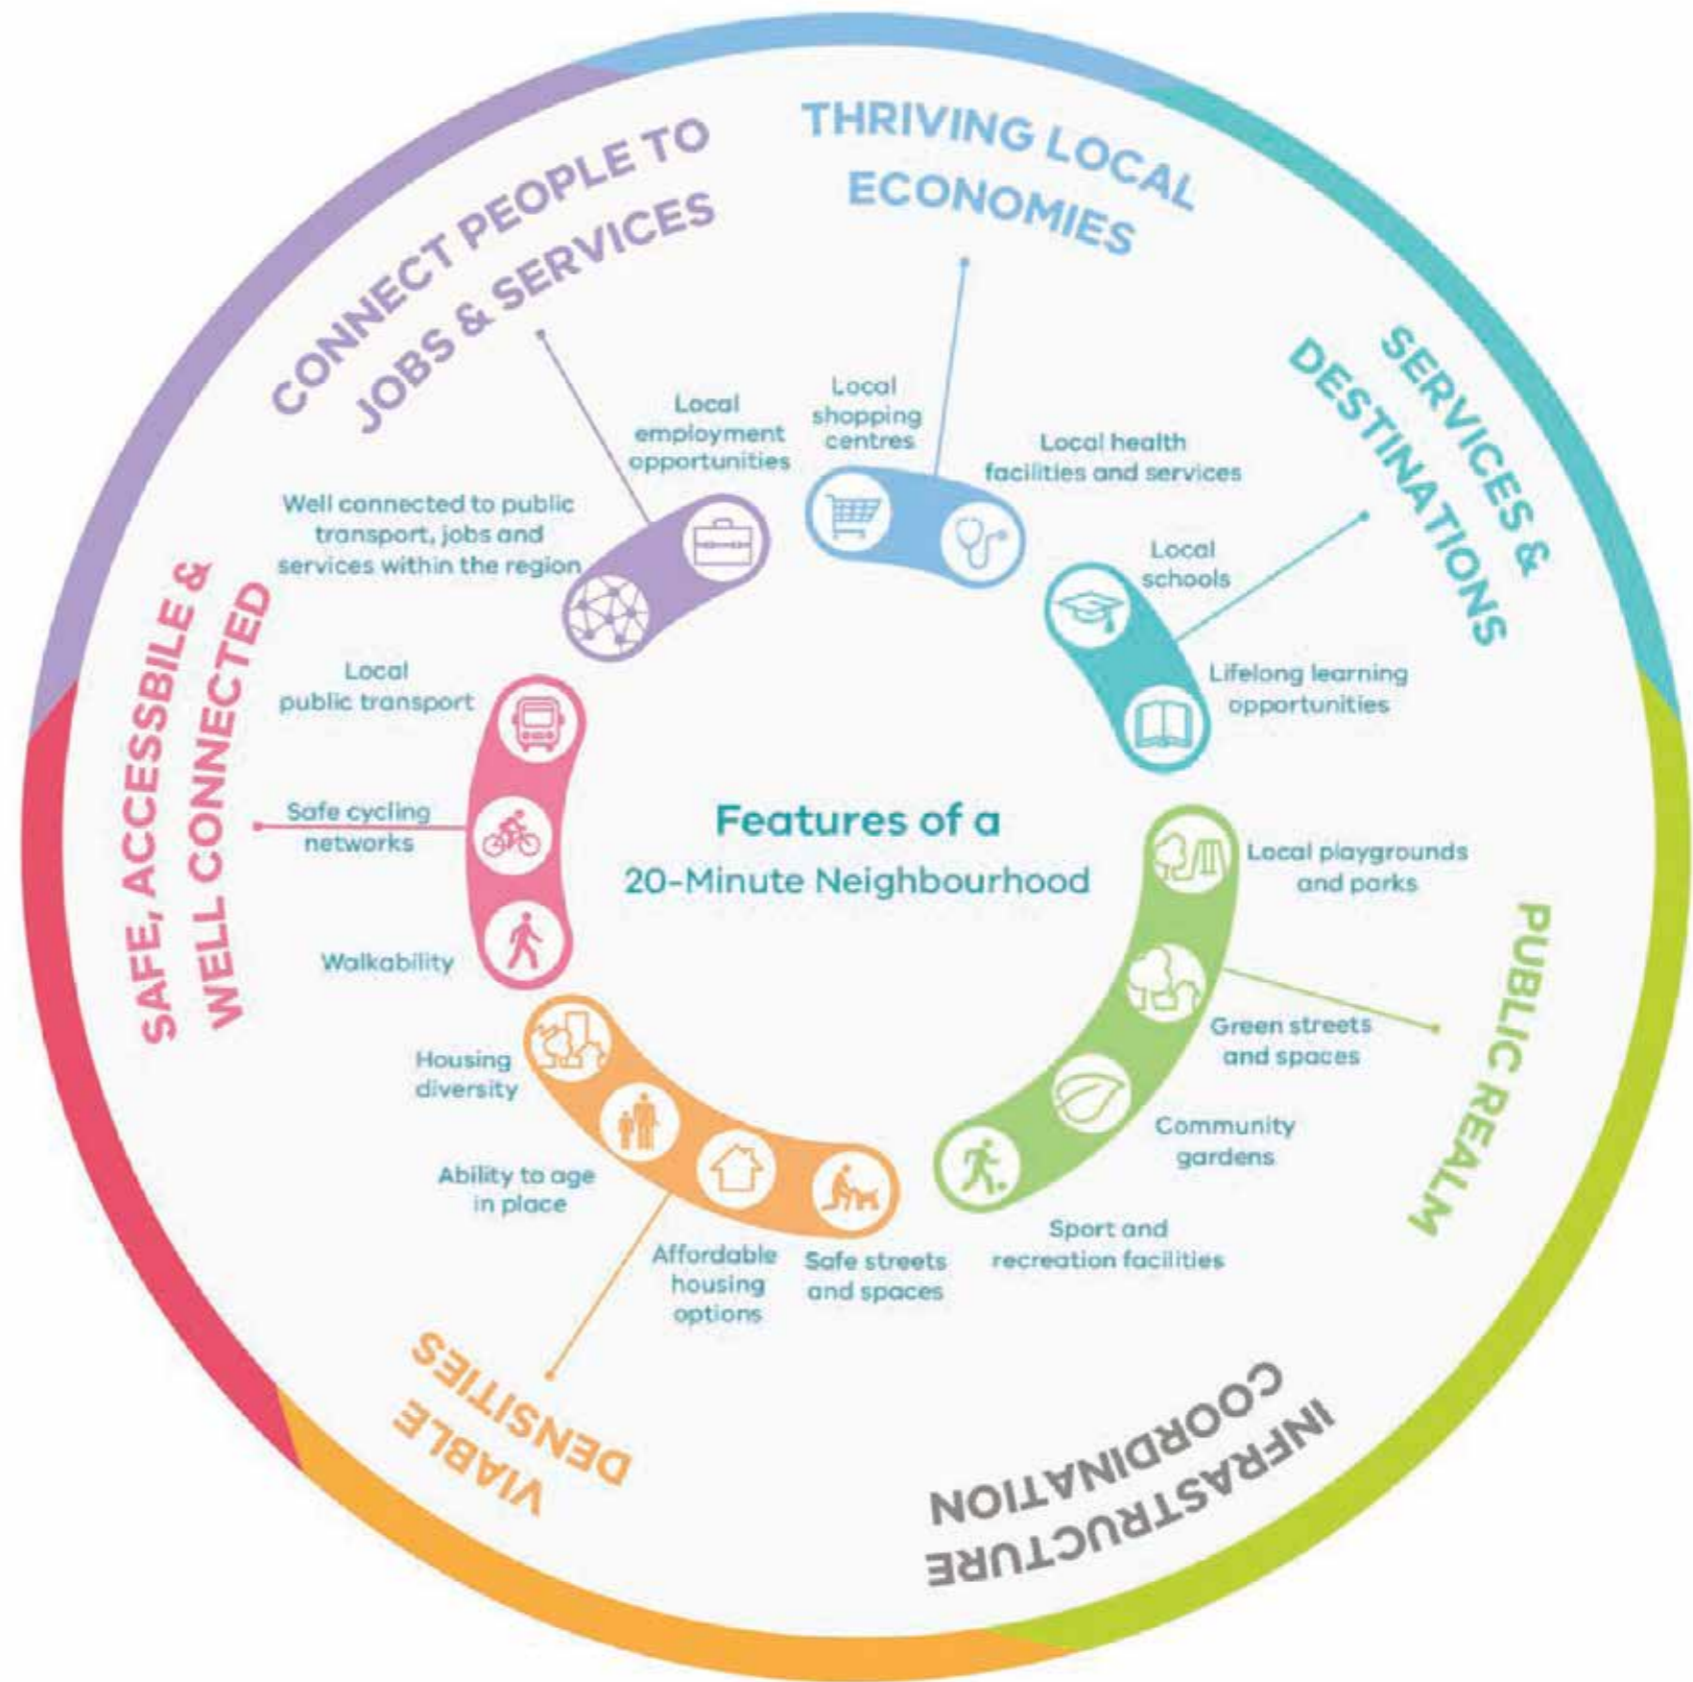 Features of a
20-Minute Neighbourhood
THRIVING LOCAL
ECONOMIES
Local
shopping
centres
Local health
facilities and services
SERVICES &
DESTINATIONS
Local
schools
Lifelong learning
opportunities
PUBLIC REALM
Local playgrounds
and parks
Green streets
and spaces
Community
gardens
Sport and
recreation facilities
INFRASTRUCTURE
COORDINATION
VIABLE
DENSITIES
Safe streets
and spaces
Affordable
housing
options
Ability to age
in place
Housing
diversity
SAFE, ACCESSBILE &
WELL CONNECTED
Walkability
Safe cycling
networks
Local
public transport
CONNECT PEOPLE TO
JOBS & SERVICES
Well connected to public
transport, jobs and
services within the region
Local
employment
opportunities